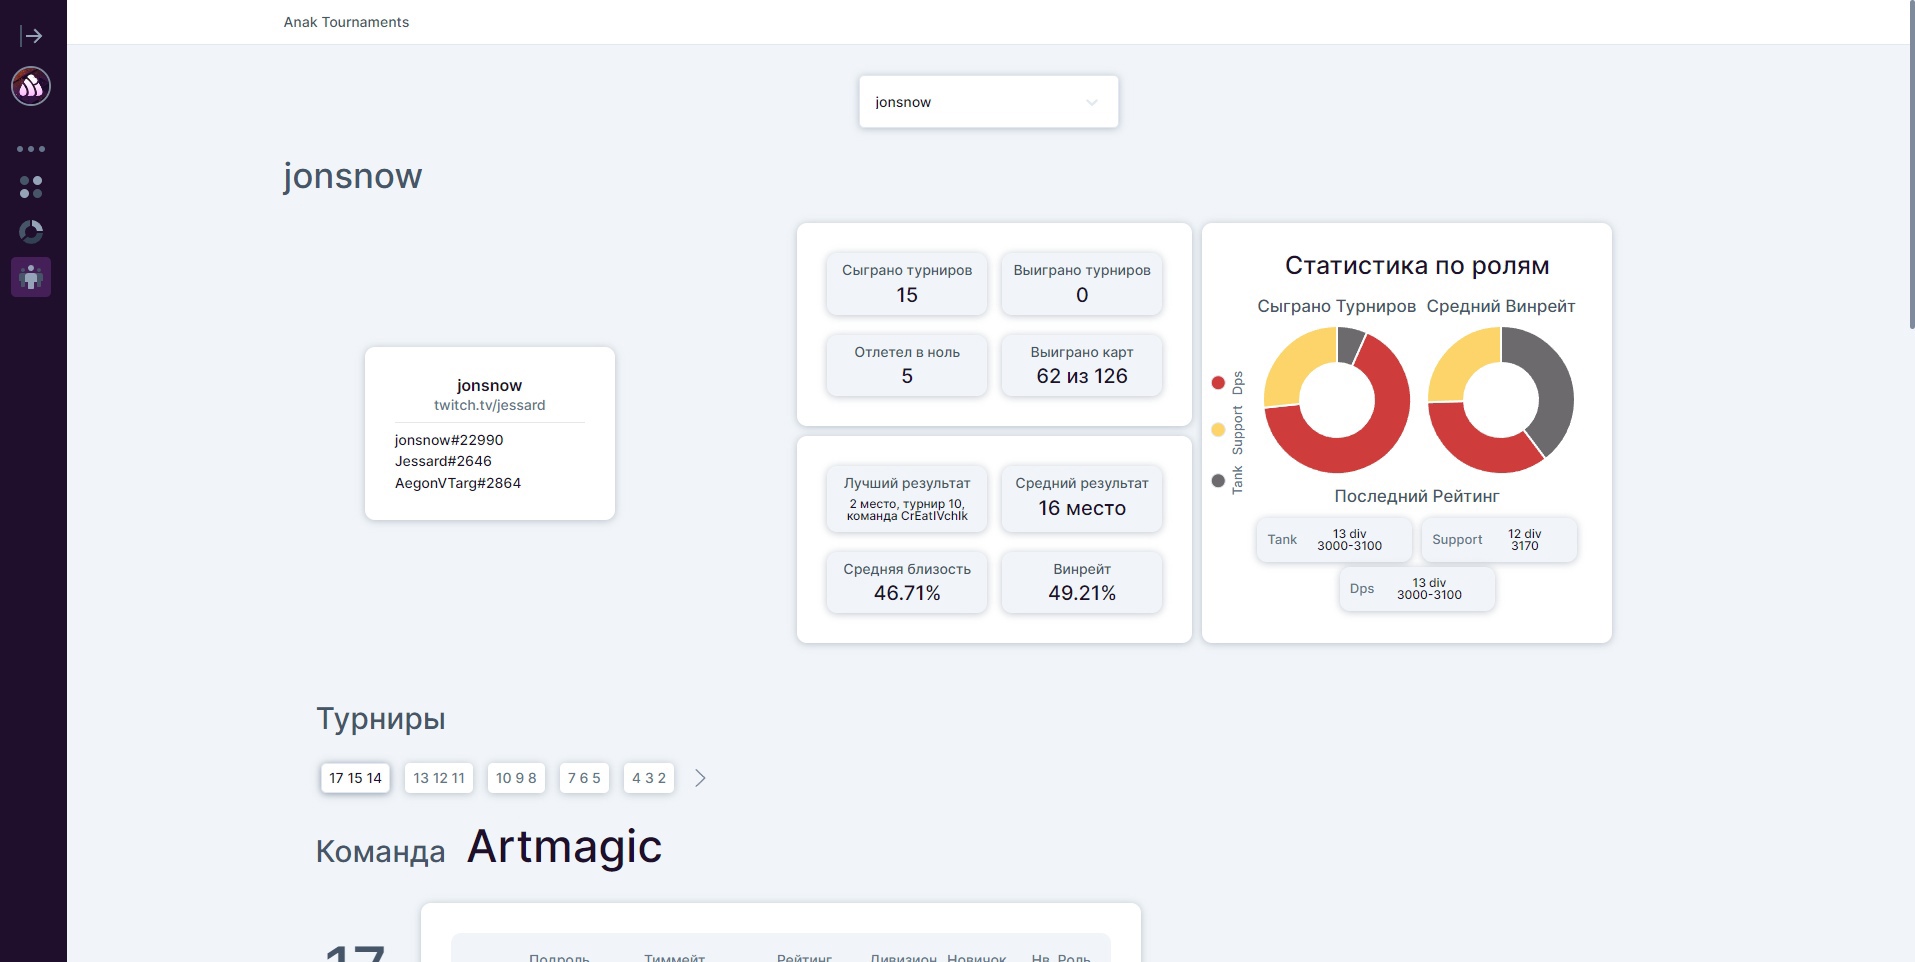 Anak Tournaments
jonsnow
jonsnow
jonsnow
twitch.tv/jessard
jonsnow#22990
Jessard#2646
AegonVTarg#2864
Сыграно турниров
15
Выиграно турниров
0
Отлетел в ноль
5
Выиграно карт
62 из 126
Лучший результат
2 место, турнир 10,
команда CrEatIVchIk
Средний результат
16 место
Средняя близость
46.71%
Винрейт
49.21%
Статистика по ролям
Сыграно Турниров
Средний Винрейт
Dps
Support
Tank
Последний Рейтинг
Tank
13 div
3000-3100
Support
12 div
3170
Dps
13 div
3000-3100
Турниры
17 15 14
13 12 11
10 9 8
7 6 5
4 3 2
Команда Artmagic
17
Подроль Тиммейт Рейтинг Дивизион Новичок Нв. Роль